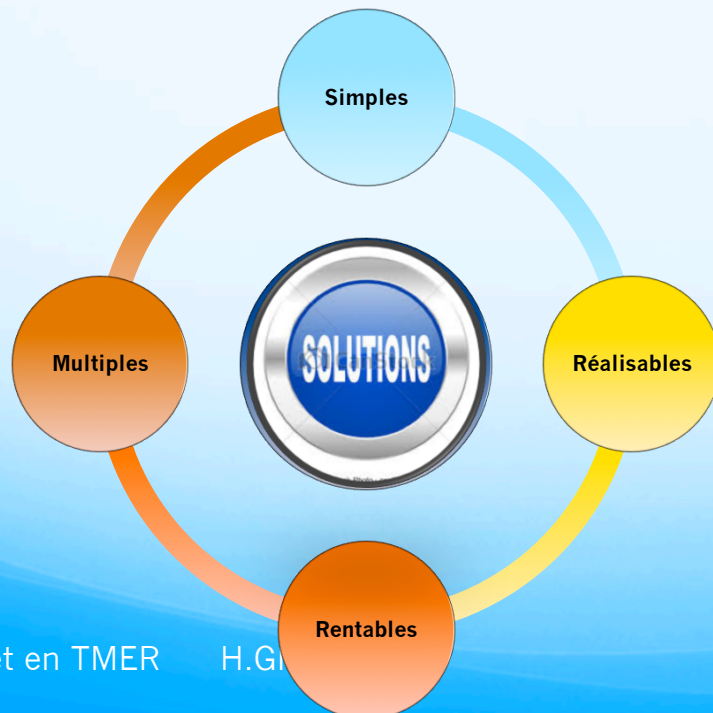 Simples
Multiples
SOLUTIONS
Réalisables
Rentables
et en TMER H.G